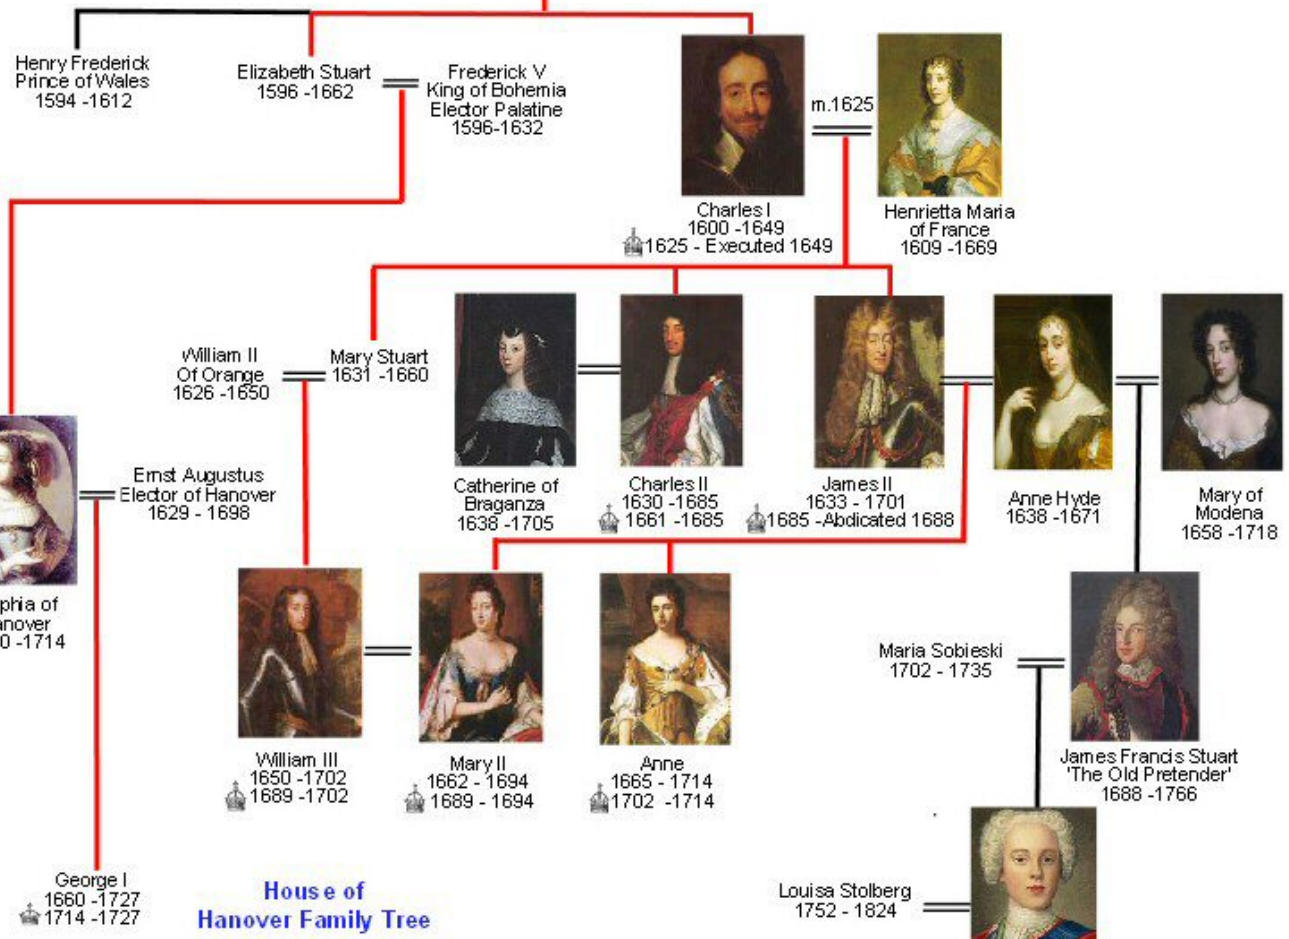 Henry Frederick
Prince of Wales
1594 -1612
Elizabeth Stuart
1596 -1662
Frederick V
King of Bohemia
Elector Palatine
1596-1632
m.1625
Charles I
1600 -1649
1625 - Executed 1649
Henrietta Maria
of France
1609 -1669
William II
Of Orange
1626 -1650
Mary Stuart
1631 -1660
Catherine of
Braganza
1638 -1705
Charles II
1630 -1685
1661 -1685
James II
1633 - 1701
1685 -Abdicated 1688
Anne Hyde
1638 -1671
Mary of
Modena
1658 -1718
phia of
anover
0 -1714
Ernst Augustus
Elector of Hanover
1629 - 1698
William III
1650 -1702
1689 -1702
Mary II
1662 - 1694
1689 - 1694
Anne
1665 - 1714
1702 -1714
Maria Sobieski
1702 - 1735
James Francis Stuart
'The Old Pretender'
1688 -1766
George I
1660 -1727
1714 -1727
House of
Hanover Family Tree
Louisa Stolberg
1752 - 1824